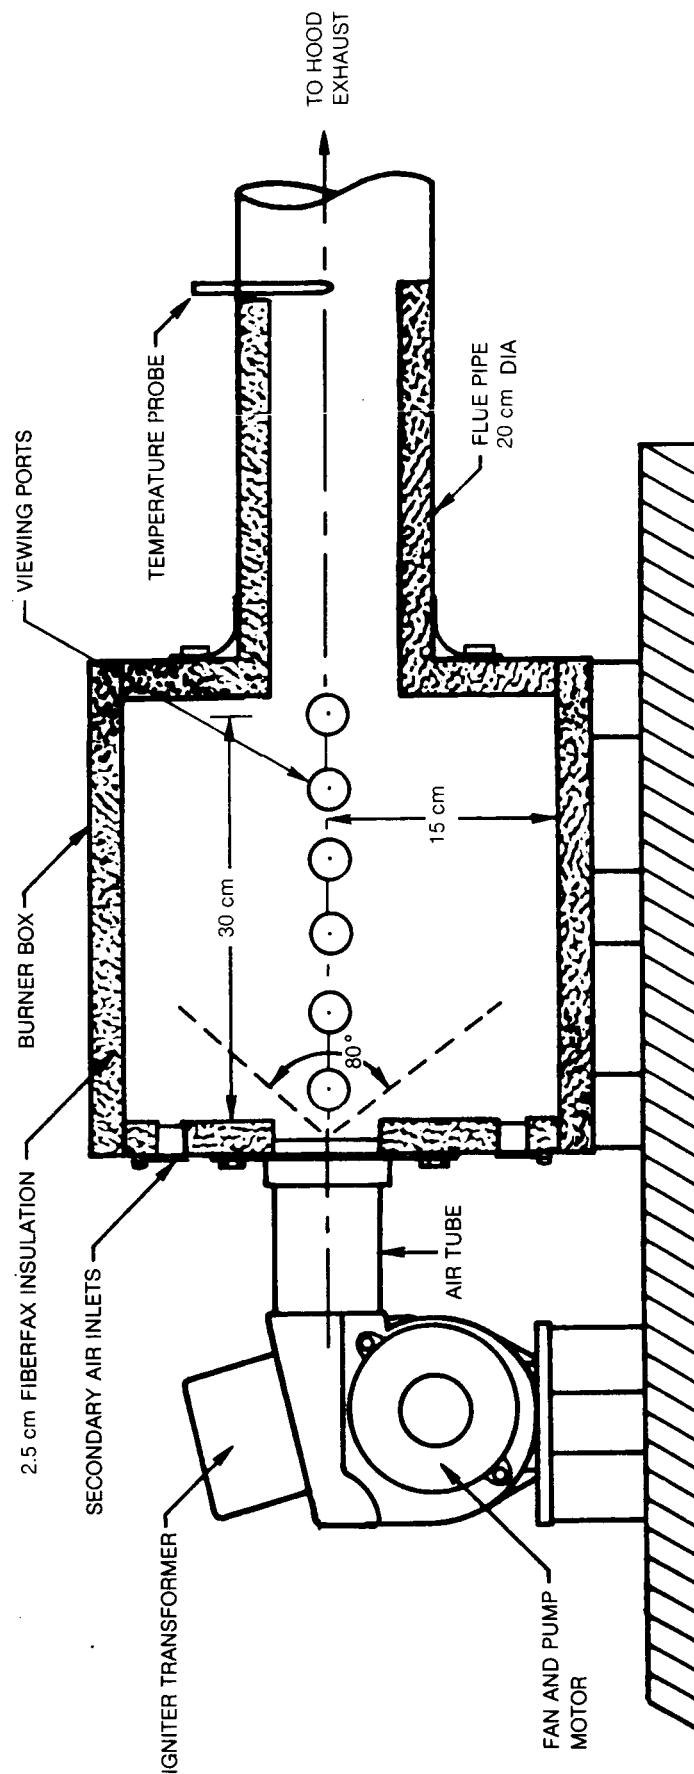 2.5 cm FIBERFAX INSULATION
BURNER BOX
VIEWING PORTS
SECONDARY AIR INLETS
TEMPERATURE PROBE
IGNITER TRANSFORMER
TO HOOD
EXHAUST
30 cm
80°
15 cm
AIR TUBE
FLUE PIPE
20 cm DIA
FAN AND PUMP
MOTOR